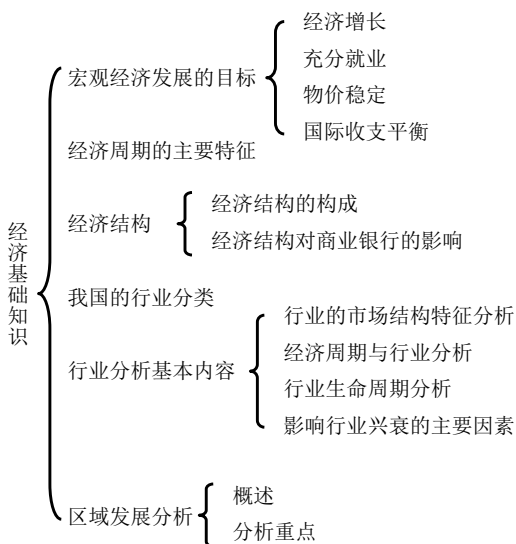 经济基础知识
宏观经济发展的目标
经济增长
充分就业
物价稳定
国际收支平衡
经济周期的主要特征
经济结构
经济结构的构成
经济结构对商业银行的影响
我国的行业分类
行业分析基本内容
行业的市场结构特征分析
经济周期与行业分析
行业生命周期分析
影响行业兴衰的主要因素
区域发展分析
概述
分析重点